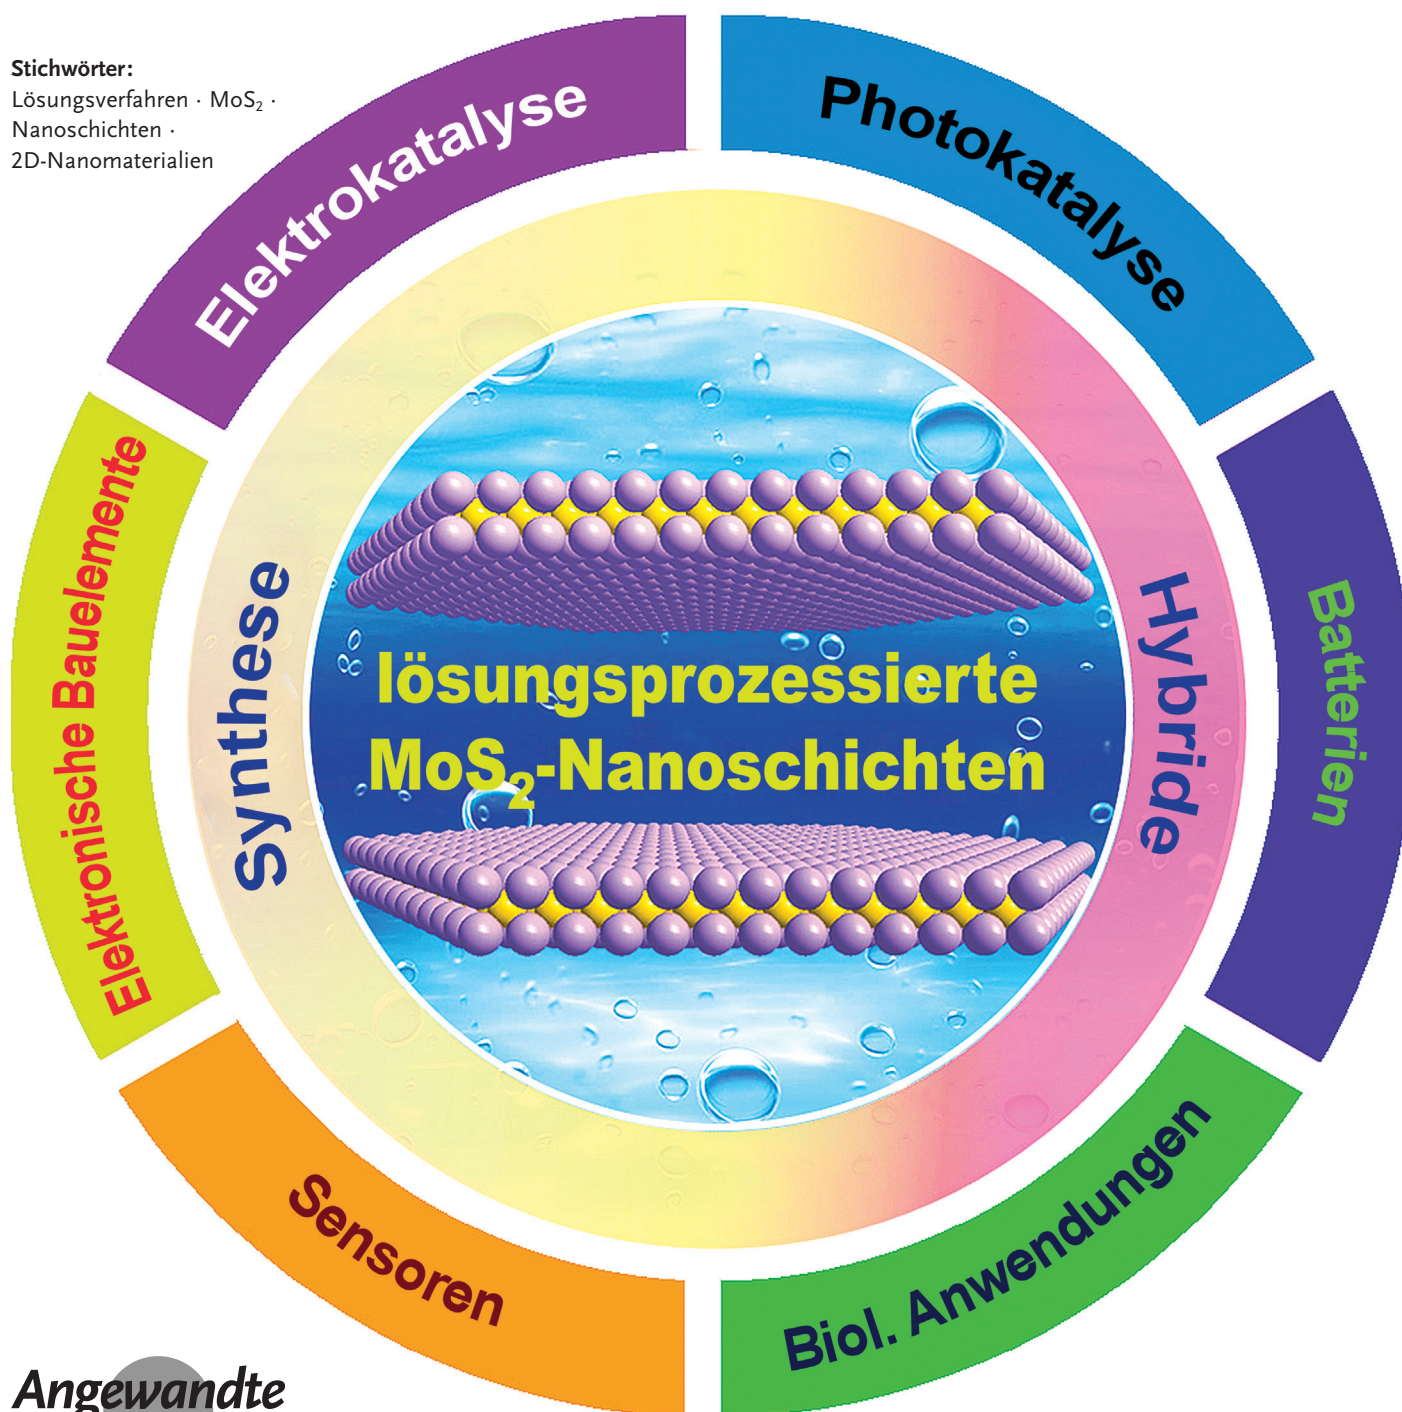 Stichwörter:
Lösungsverfahren · MoS₂ ·
Nanoschichten ·
2D-Nanomaterialien
Elektrokatalyse
Photokatalyse
Elektronische Bauelemente
Batterien
Synthese
Hybride
lösungsprozessierte
MoS₂-Nanoschichten
Sensoren
Biol. Anwendungen
Angewandte